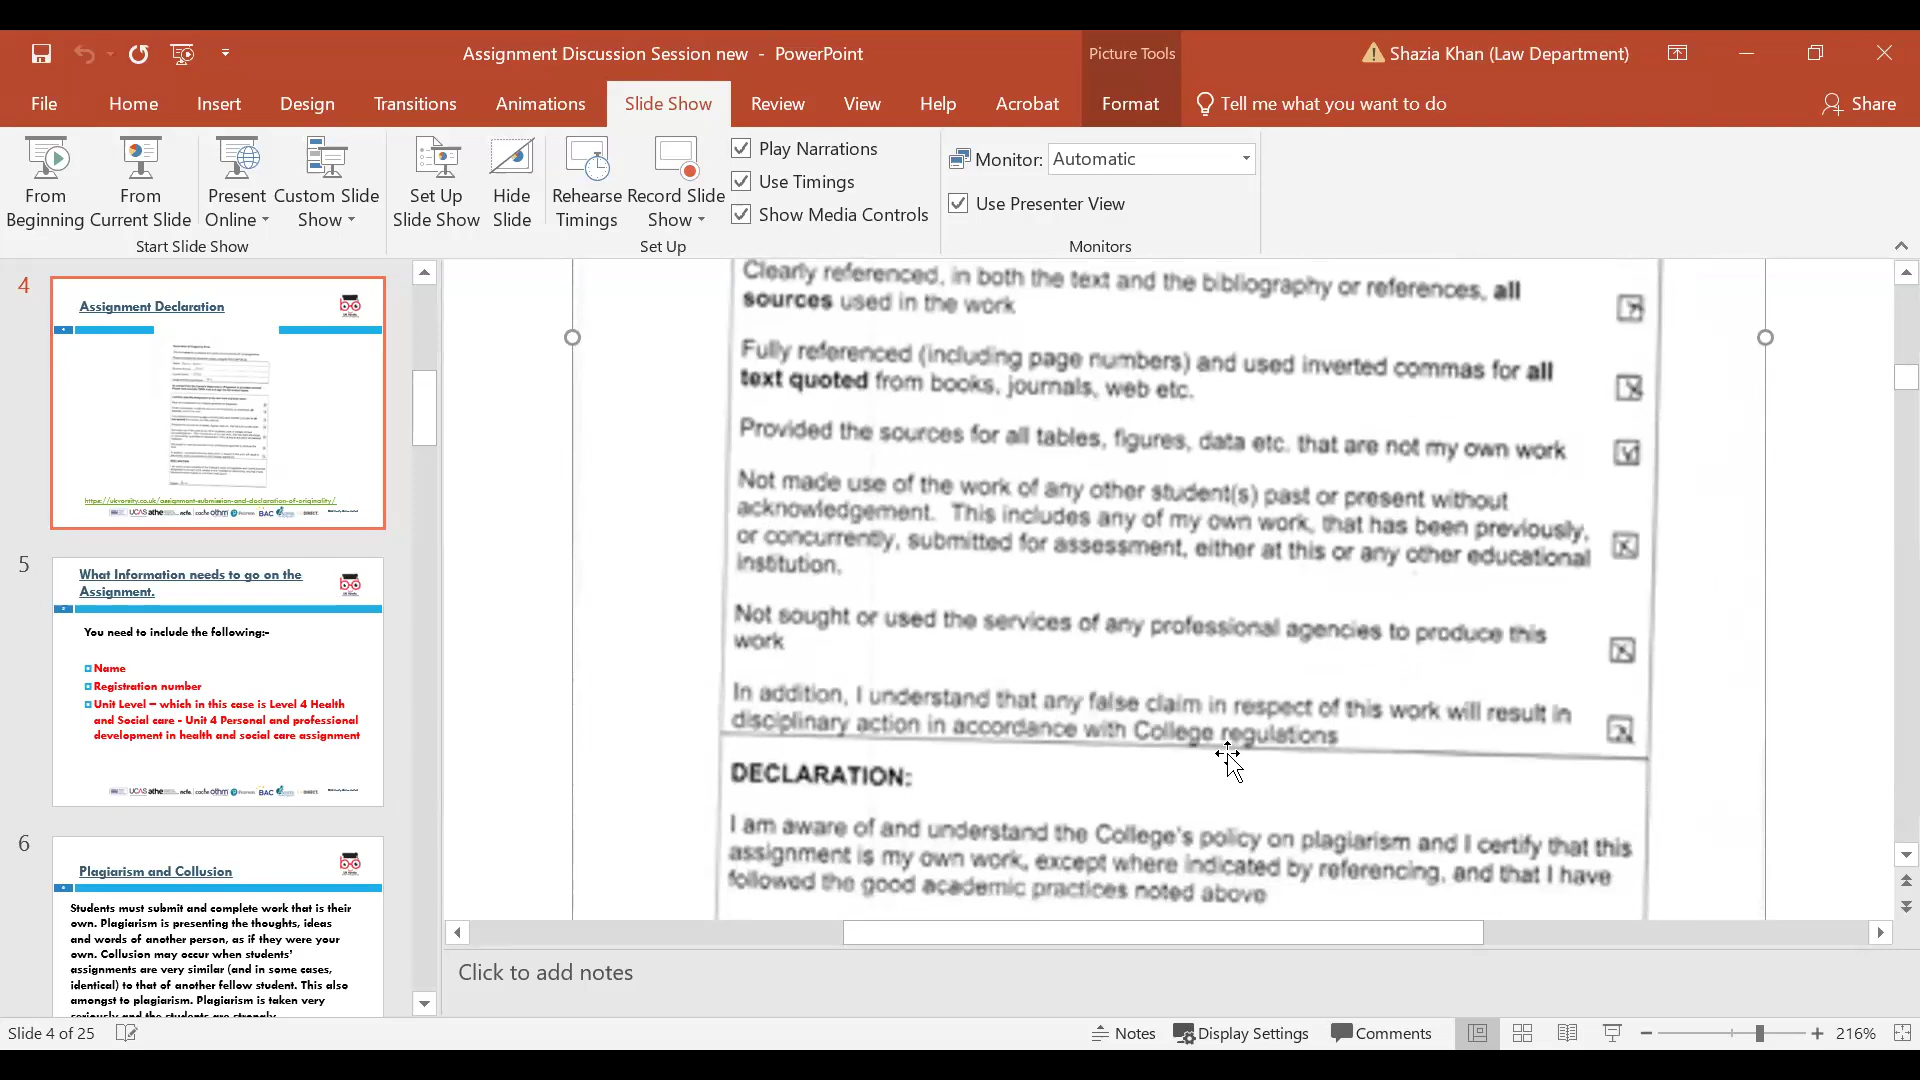 Assignment Discussion Session new - PowerPoint
Picture Tools
Shazia Khan (Law Department)
File
Home
Insert
Design
Transitions
Animations
Slide Show
Review
View
Help
Acrobat
Format
Tell me what you want to do
Share
From
Beginning
From
Current Slide
Present
Online
Custom Slide
Show
Set Up
Slide Show
Hide
Slide
Rehearse
Timings
Record Slide
Show
Play Narrations
Use Timings
Show Media Controls
Monitor:
Automatic
Use Presenter View
Start Slide Show
Set Up
Monitors
4
Assignment Declaration
https://ukversity.co.uk/assignment-submission-and-declaration-of-originality/
5
What Information needs to go on the
Assignment.
You need to include the following:-
Name
Registration number
Unit Level – which in this case is Level 4 Health
and Social care - Unit 4 Personal and professional
development in health and social care assignment
6
Plagiarism and Collusion
Students must submit and complete work that is their
own. Plagiarism is presenting the thoughts, ideas
and words of another person, as if they were your
own. Collusion may occur when students'
assignments are very similar (and in some cases,
identical) to that of another fellow student. This also
amongst to plagiarism. Plagiarism is taken very
seriously and the students are strongly
Clearly referenced, in both the text and the bibliography or references, all
sources used in the work
Fully referenced (including page numbers) and used inverted commas for all
text quoted from books, journals, web etc.
Provided the sources for all tables, figures, data etc. that are not my own work
Not made use of the work of any other student(s) past or present without
acknowledgement. This includes any of my own work, that has been previously,
or concurrently, submitted for assessment, either at this or any other educational
institution.
Not sought or used the services of any professional agencies to produce this
work
In addition, I understand that any false claim in respect of this work will result in
disciplinary action in accordance with College regulations
DECLARATION:
I am aware of and understand the College's policy on plagiarism and I certify that this
assignment is my own work, except where indicated by referencing, and that I have
followed the good academic practices noted above
Click to add notes
Slide 4 of 25
Notes
Display Settings
Comments
216%